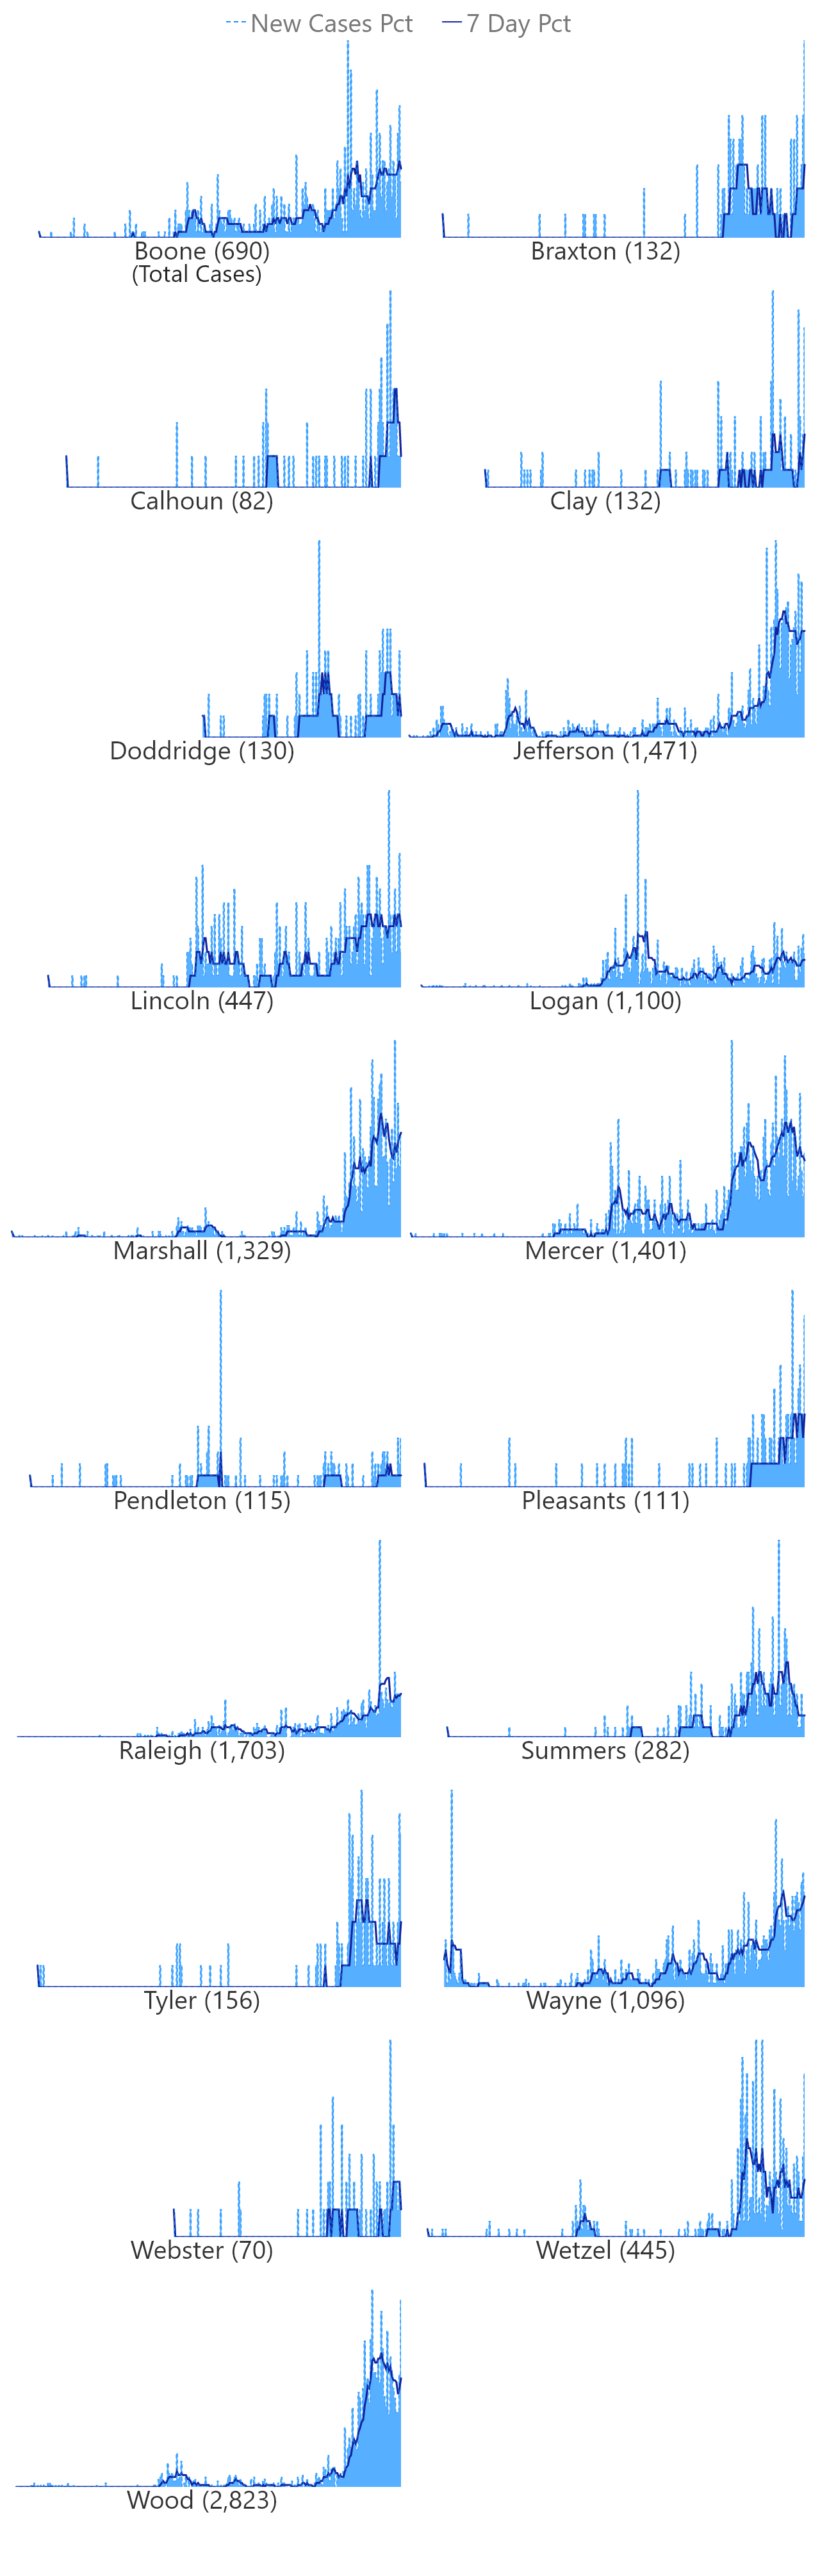 New Cases Pct 7 Day Pct
Boone (690) Braxton (132)
(Total Cases)
Calhoun (82) Clay (132)
Doddridge (130) Jefferson (1,471)
Lincoln (447) Logan (1,100)
Marshall (1,329) Mercer (1,401)
Pendleton (115) Pleasants (111)
Raleigh (1,703) Summers (282)
Tyler (156) Wayne (1,096)
Webster (70) Wetzel (445)
Wood (2,823)